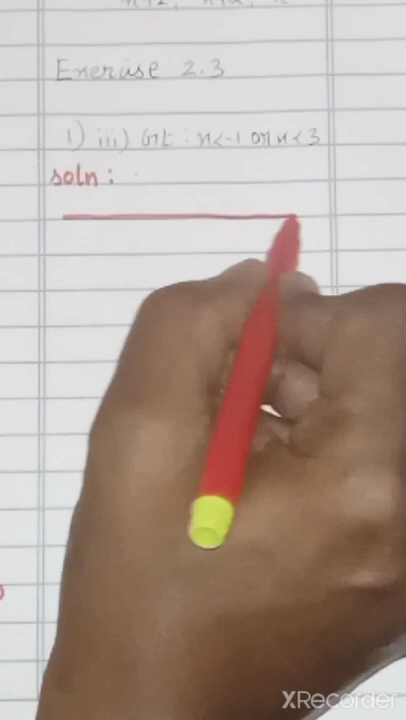 Exercise 2.3
1) iii) Gt : x<-1 or x<3
soln :
XRecorder